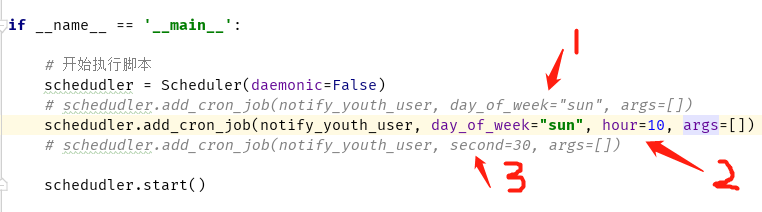 if __name__ == '__main__':
1
# 开始执行脚本
schedudler = Scheduler(daemonic=False)
# schedudler.add_cron_job(notify_youth_user, day_of_week="sun", args=[])
schedudler.add_cron_job(notify_youth_user, day_of_week="sun", hour=10, args=[])
# schedudler.add_cron_job(notify_youth_user, second=30, args=[])
3 2
schedudler.start()